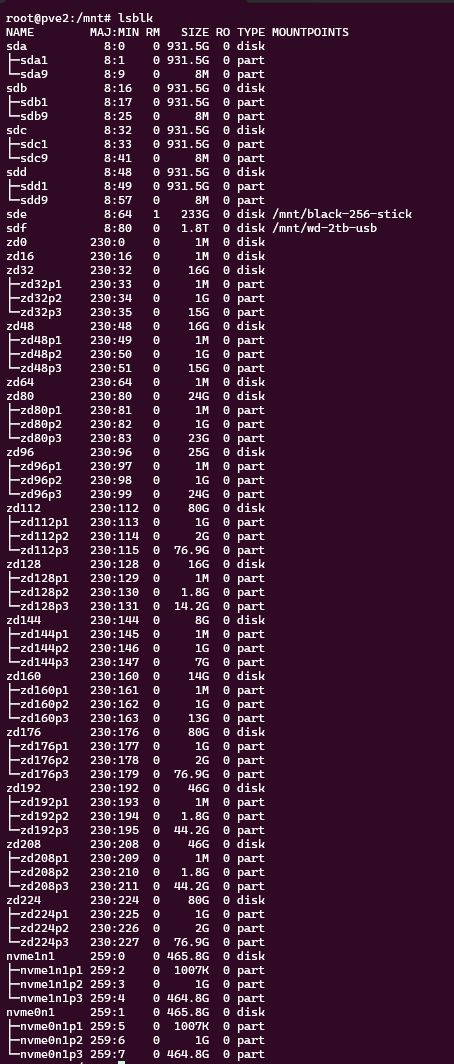 root@pve2:/mnt# lsblk
NAME        MAJ:MIN RM   SIZE RO TYPE MOUNTPOINTS
sda           8:0    0 931.5G  0 disk
├─sda1        8:1    0 931.5G  0 part
└─sda9        8:9    0     8M  0 part
sdb           8:16   0 931.5G  0 disk
├─sdb1        8:17   0 931.5G  0 part
└─sdb9        8:25   0     8M  0 part
sdc           8:32   0 931.5G  0 disk
├─sdc1        8:33   0 931.5G  0 part
└─sdc9        8:41   0     8M  0 part
sdd           8:48   0 931.5G  0 disk
├─sdd1        8:49   0 931.5G  0 part
└─sdd9        8:57   0     8M  0 part
sde           8:64   1   233G  0 disk /mnt/black-256-stick
sdf           8:80   0   1.8T  0 disk /mnt/wd-2tb-usb
zd0         230:0    0     1M  0 disk
zd16        230:16   0     1M  0 disk
zd32        230:32   0    16G  0 disk
├─zd32p1    230:33   0     1M  0 part
├─zd32p2    230:34   0     1G  0 part
└─zd32p3    230:35   0    15G  0 part
zd48        230:48   0    16G  0 disk
├─zd48p1    230:49   0     1M  0 part
├─zd48p2    230:50   0     1G  0 part
└─zd48p3    230:51   0    15G  0 part
zd64        230:64   0     1M  0 disk
zd80        230:80   0    24G  0 disk
├─zd80p1    230:81   0     1M  0 part
├─zd80p2    230:82   0     1G  0 part
└─zd80p3    230:83   0    23G  0 part
zd96        230:96   0    25G  0 disk
├─zd96p1    230:97   0     1M  0 part
├─zd96p2    230:98   0     1G  0 part
└─zd96p3    230:99   0    24G  0 part
zd112       230:112  0    80G  0 disk
├─zd112p1   230:113  0     1G  0 part
├─zd112p2   230:114  0     2G  0 part
└─zd112p3   230:115  0  76.9G  0 part
zd128       230:128  0    16G  0 disk
├─zd128p1   230:129  0     1M  0 part
├─zd128p2   230:130  0   1.8G  0 part
└─zd128p3   230:131  0  14.2G  0 part
zd144       230:144  0     8G  0 disk
├─zd144p1   230:145  0     1M  0 part
├─zd144p2   230:146  0     1G  0 part
└─zd144p3   230:147  0     7G  0 part
zd160       230:160  0    14G  0 disk
├─zd160p1   230:161  0     1M  0 part
├─zd160p2   230:162  0     1G  0 part
└─zd160p3   230:163  0    13G  0 part
zd176       230:176  0    80G  0 disk
├─zd176p1   230:177  0     1G  0 part
├─zd176p2   230:178  0     2G  0 part
└─zd176p3   230:179  0  76.9G  0 part
zd192       230:192  0    46G  0 disk
├─zd192p1   230:193  0     1M  0 part
├─zd192p2   230:194  0   1.8G  0 part
└─zd192p3   230:195  0  44.2G  0 part
zd208       230:208  0    46G  0 disk
├─zd208p1   230:209  0     1M  0 part
├─zd208p2   230:210  0   1.8G  0 part
└─zd208p3   230:211  0  44.2G  0 part
zd224       230:224  0    80G  0 disk
├─zd224p1   230:225  0     1G  0 part
├─zd224p2   230:226  0     2G  0 part
└─zd224p3   230:227  0  76.9G  0 part
nvme1n1     259:0    0 465.8G  0 disk
├─nvme1n1p1 259:2    0  1007K  0 part
├─nvme1n1p2 259:3    0     1G  0 part
└─nvme1n1p3 259:4    0 464.8G  0 part
nvme0n1     259:1    0 465.8G  0 disk
├─nvme0n1p1 259:5    0  1007K  0 part
├─nvme0n1p2 259:6    0     1G  0 part
└─nvme0n1p3 259:7    0 464.8G  0 part